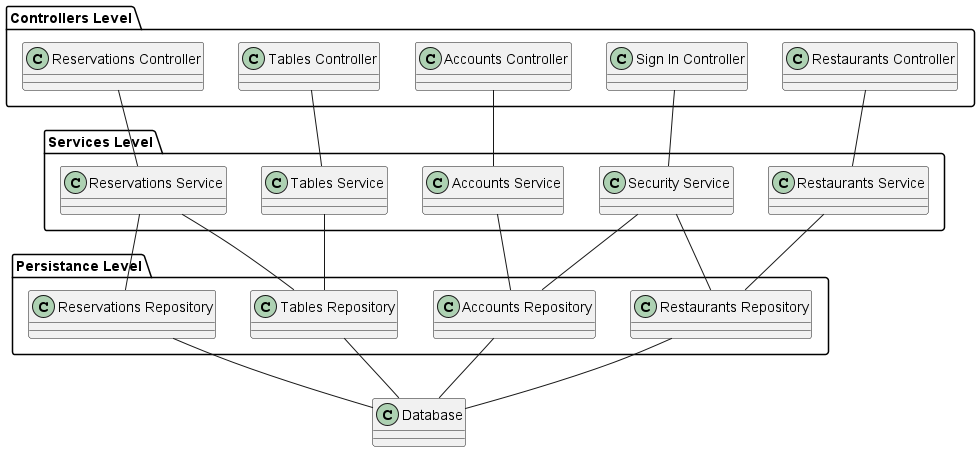 Controllers Level
C Reservations Controller
C Tables Controller
C Accounts Controller
C Sign In Controller
C Restaurants Controller
Services Level
C Reservations Service
C Tables Service
C Accounts Service
C Security Service
C Restaurants Service
Persistance Level
C Reservations Repository
C Tables Repository
C Accounts Repository
C Restaurants Repository
C Database